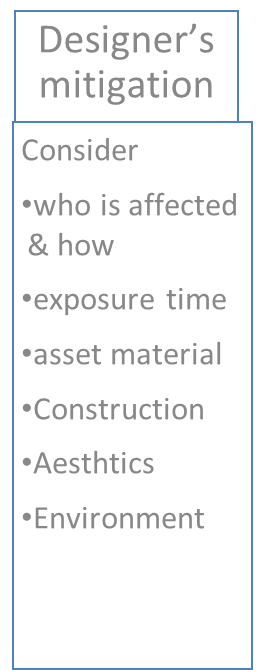 Designer’s
mitigation
Consider
•who is affected
& how
•exposure time
•asset material
•Construction
•Aesthtics
•Environment